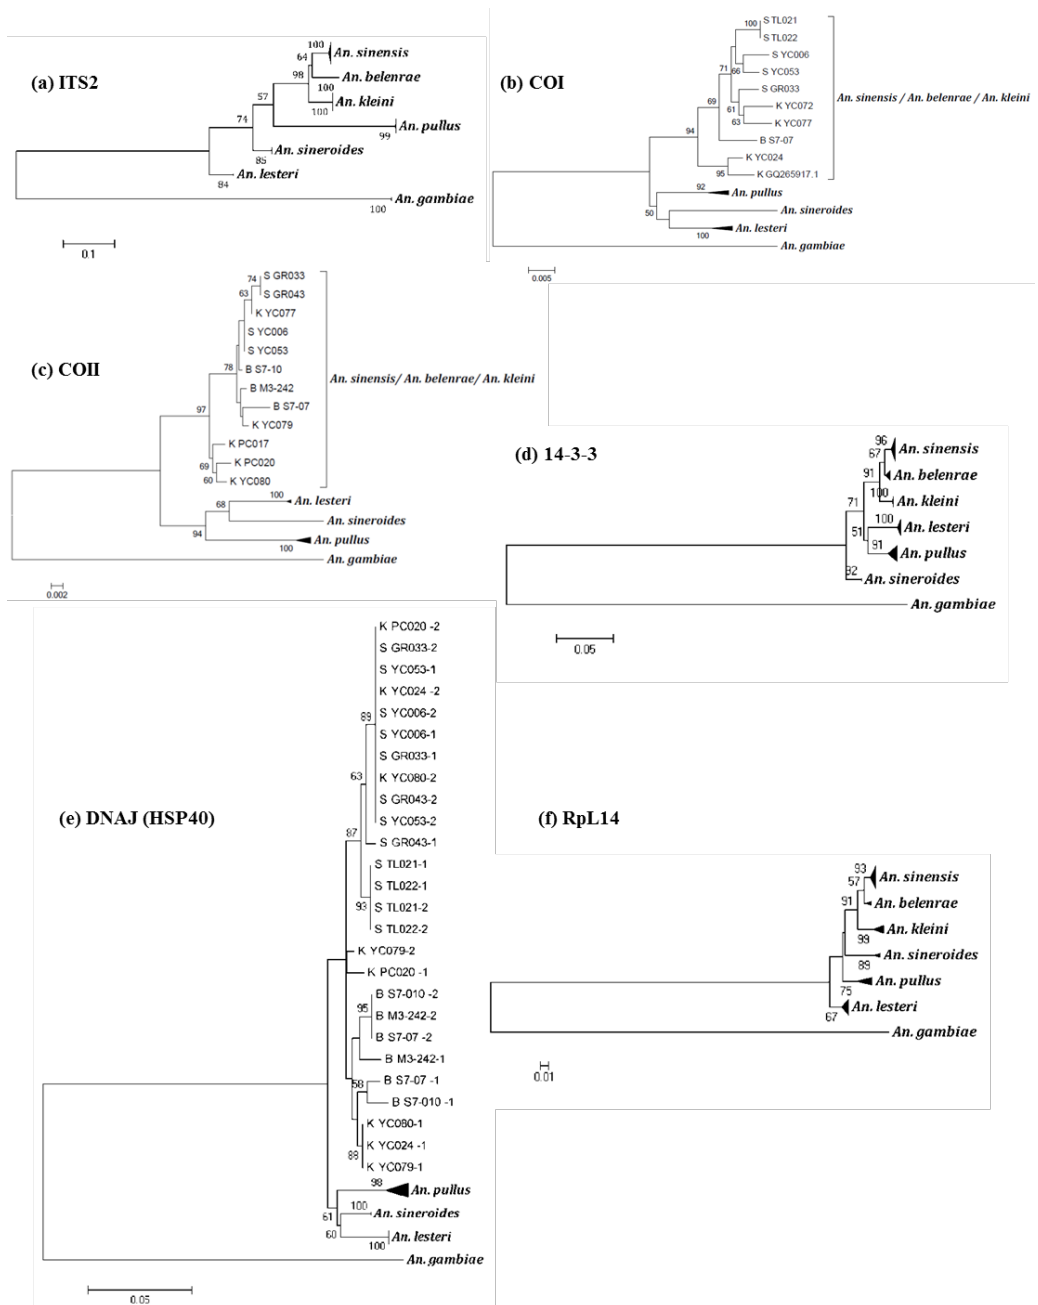 (a) ITS2
100
An. sinensis
64
An. belenrae
98
100
An. kleini
57
100
74
An. pullus
99
An. sineroides
85
An. lesteri
84
An. gambiae
100
0.1
(b) COI
S TL021
100
S TL022
S YC006
71
66
S YC053
S GR033
An. sinensis / An. belenrae / An. kleini
69
K YC072
61
K YC077
63
94
B S7-07
K YC024
95
K GQ265917.1
92
An. pullus
50
An. sineroides
An. lesteri
100
An. gambiae
0.005
(c) COII
S GR033
74
S GR043
63
K YC077
S YC006
S YC053
78
B S7-10
An. sinensis/ An. belenrae/ An. kleini
B M3-242
B S7-07
97
K YC079
K PC017
K PC020
69
K YC080
60
100
An. lesteri
68
An. sineroides
94
An. pullus
100
An. gambiae
0.002
(d) 14-3-3
96
An. sinensis
67
91
An. belenrae
100
An. kleini
71
100
An. lesteri
51
91
An. pullus
92
An. sineroides
An. gambiae
0.05
(e) DNAJ (HSP40)
K PC020 -2
S GR033-2
S YC053-1
K YC024 -2
89
S YC006-2
S YC006-1
S GR033-1
63
K YC080-2
S GR043-2
S YC053-2
87
S GR043-1
S TL021-1
S TL022-1
93
S TL021-2
S TL022-2
K YC079-2
K PC020 -1
B S7-010 -2
95
B M3-242-2
B S7-07 -2
B M3-242-1
58
B S7-07 -1
B S7-010 -1
K YC080-1
K YC024 -1
88
K YC079-1
98
An. pullus
100
An. sineroides
61
60
An. lesteri
100
An. gambiae
0.05
(f) RpL14
93
An. sinensis
57
91
An. belenrae
An. kleini
99
An. sineroides
89
An. pullus
75
An. lesteri
67
An. gambiae
0.01